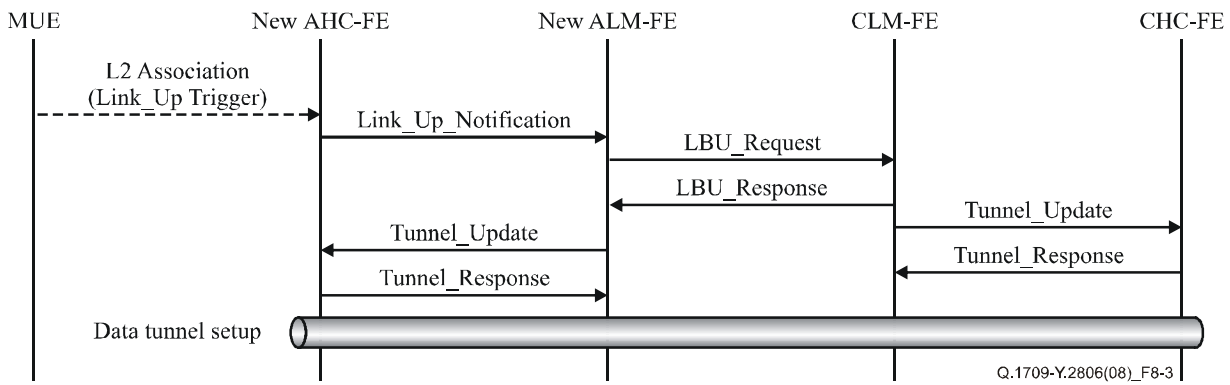 MUE
New AHC-FE
New ALM-FE
CLM-FE
CHC-FE
L2 Association
(Link_Up Trigger)
Link_Up_Notification
LBU_Request
LBU_Response
Tunnel_Update
Tunnel_Update
Tunnel_Response
Tunnel_Response
Data tunnel setup
Q.1709-Y.2806(08)_F8-3